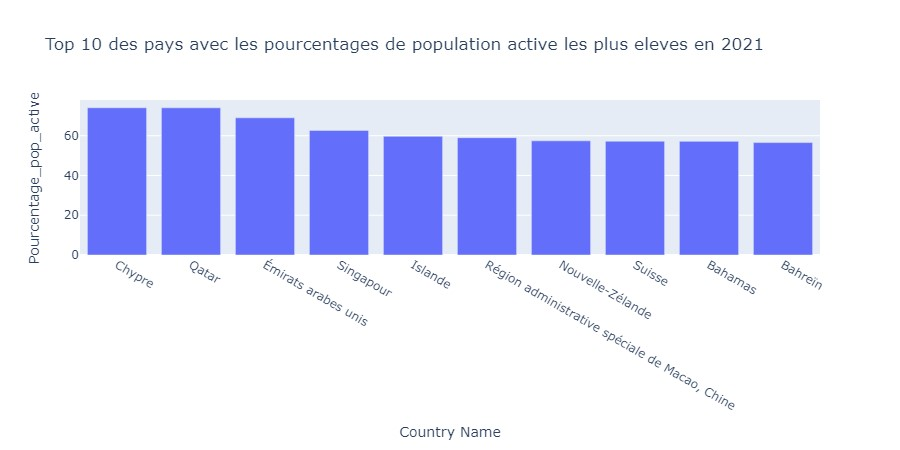 Top 10 des pays avec les pourcentages de population active les plus eleves en 2021
Pourcentage_pop_active
60
40
20
0
Chypre
Qatar
Émirats arabes unis
Singapour
Islande
Région administrative spéciale de Macao, Chine
Nouvelle-Zélande
Suisse
Bahamas
Bahreïn
Country Name